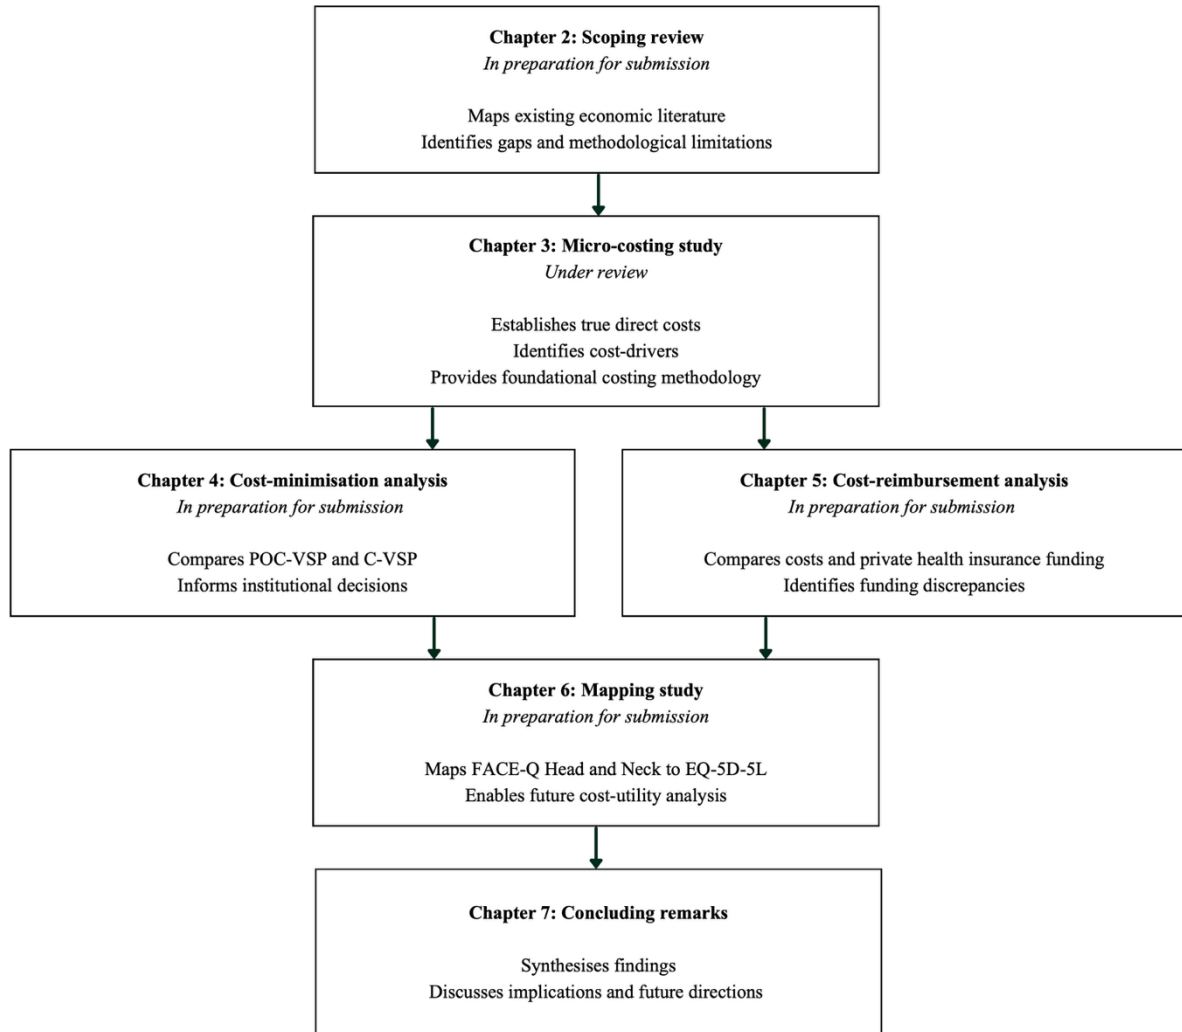 Chapter 2: Scoping review
In preparation for submission
Maps existing economic literature
Identifies gaps and methodological limitations
Chapter 3: Micro-costing study
Under review
Establishes true direct costs
Identifies cost-drivers
Provides foundational costing methodology
Chapter 4: Cost-minimisation analysis
In preparation for submission
Compares POC-VSP and C-VSP
Informs institutional decisions
Chapter 5: Cost-reimbursement analysis
In preparation for submission
Compares costs and private health insurance funding
Identifies funding discrepancies
Chapter 6: Mapping study
In preparation for submission
Maps FACE-Q Head and Neck to EQ-5D-5L
Enables future cost-utility analysis
Chapter 7: Concluding remarks
Synthesises findings
Discusses implications and future directions